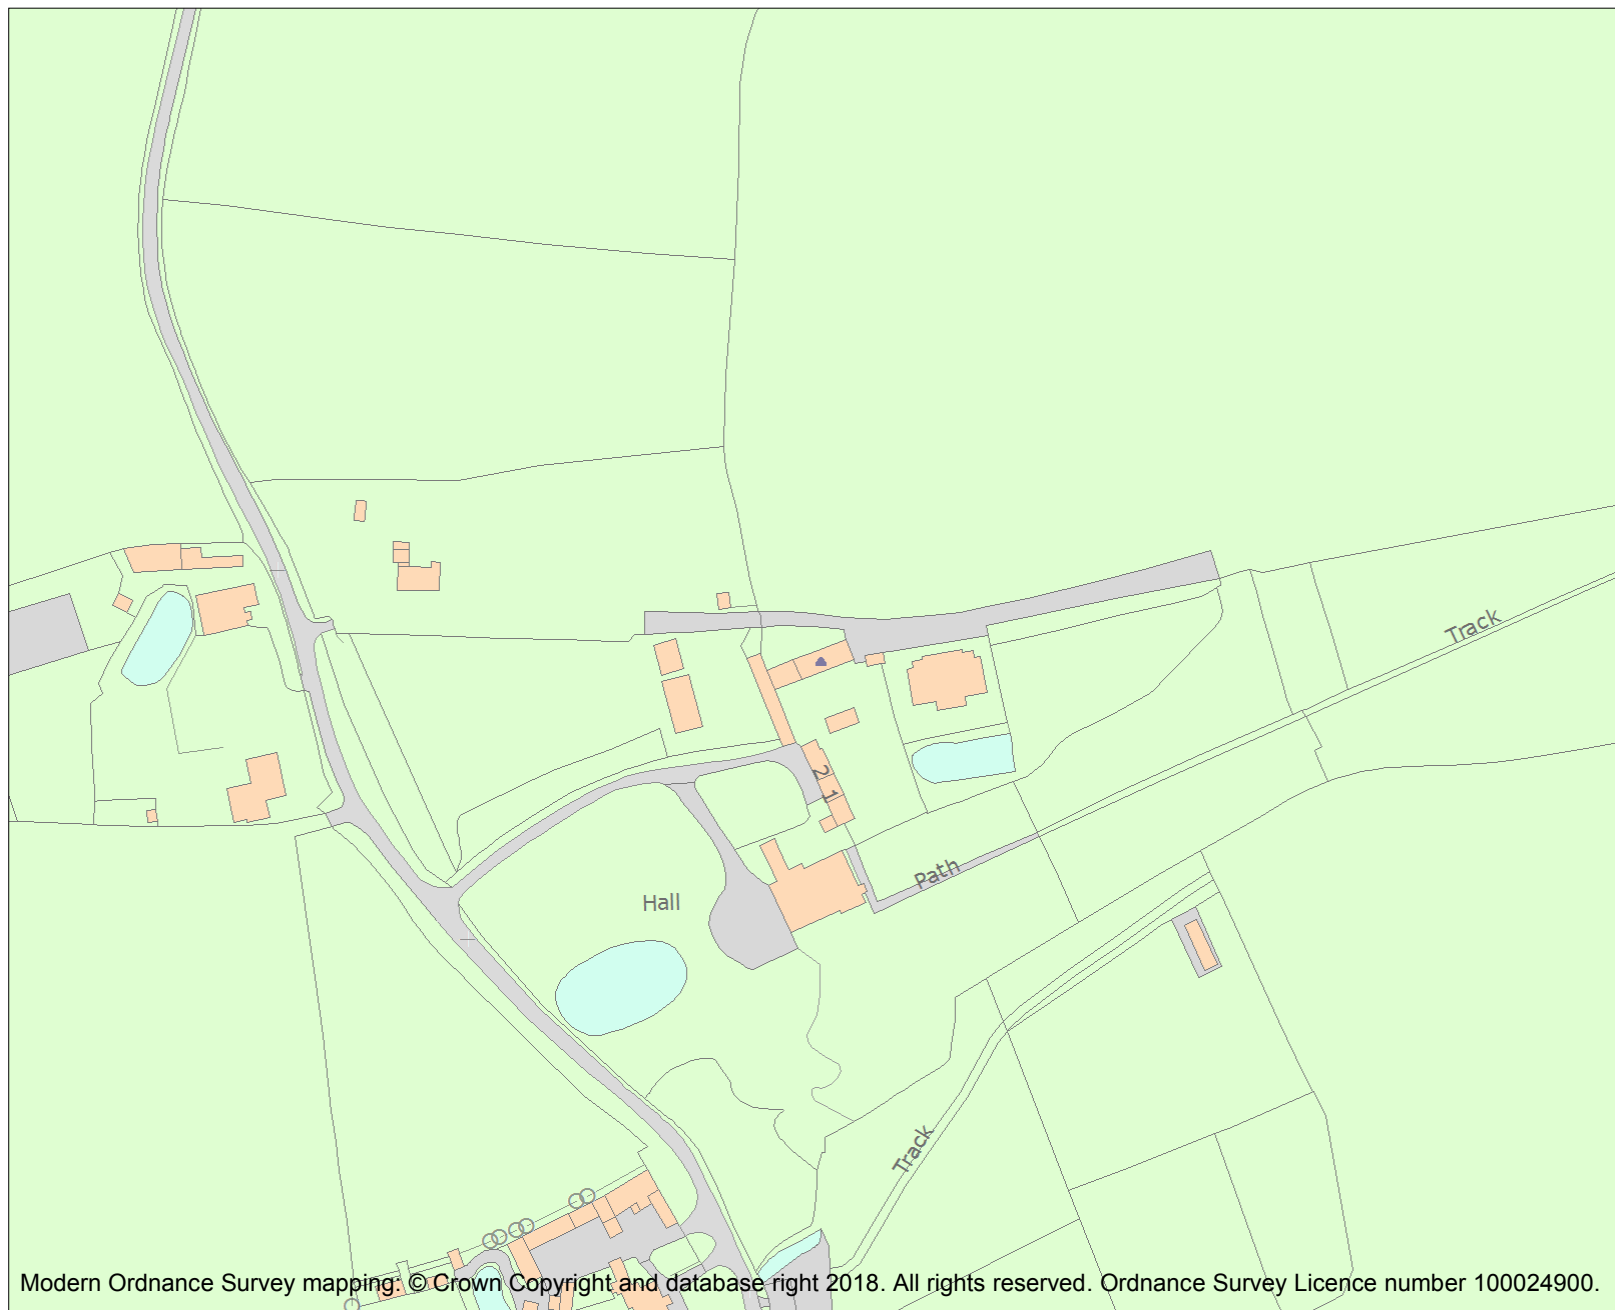 Track
2
1
Path
Hall
Track
Modern Ordnance Survey mapping: © Crown Copyright and database right 2018. All rights reserved. Ordnance Survey Licence number 100024900.